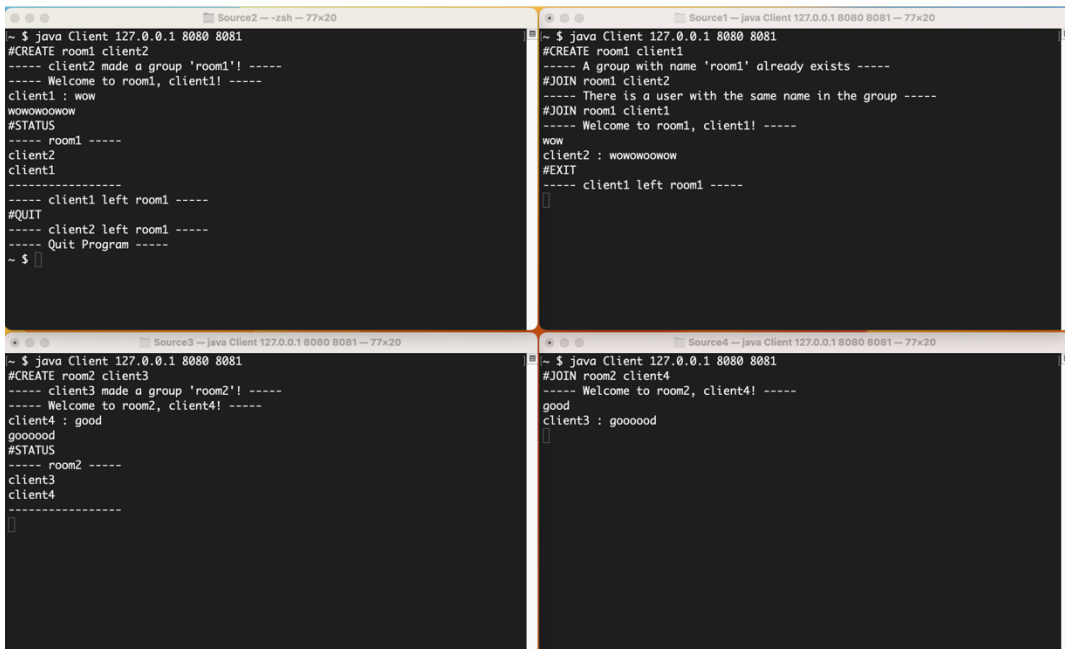 Source2 — -zsh — 77×20
~ $ java Client 127.0.0.1 8080 8081
#CREATE room1 client2
----- client2 made a group 'room1'! -----
----- Welcome to room1, client1! -----
client1 : wow
wowowoowow
#STATUS
----- room1 -----
client2
client1
-----------------
----- client1 left room1 -----
#QUIT
----- client2 left room1 -----
----- Quit Program -----
~ $
Source1 — java Client 127.0.0.1 8080 8081 — 77×20
~ $ java Client 127.0.0.1 8080 8081
#CREATE room1 client1
----- A group with name 'room1' already exists -----
#JOIN room1 client2
----- There is a user with the same name in the group -----
#JOIN room1 client1
----- Welcome to room1, client1! -----
wow
client2 : wowowoowow
#EXIT
----- client1 left room1 -----
Source3 — java Client 127.0.0.1 8080 8081 — 77×20
~ $ java Client 127.0.0.1 8080 8081
#CREATE room2 client3
----- client3 made a group 'room2'! -----
----- Welcome to room2, client4! -----
client4 : good
goooood
#STATUS
----- room2 -----
client3
client4
-----------------
Source4 — java Client 127.0.0.1 8080 8081 — 77×20
~ $ java Client 127.0.0.1 8080 8081
#JOIN room2 client4
----- Welcome to room2, client4! -----
good
client3 : goooood